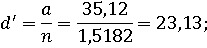 d' = a/n = 35,12/1,5182 = 23,13;